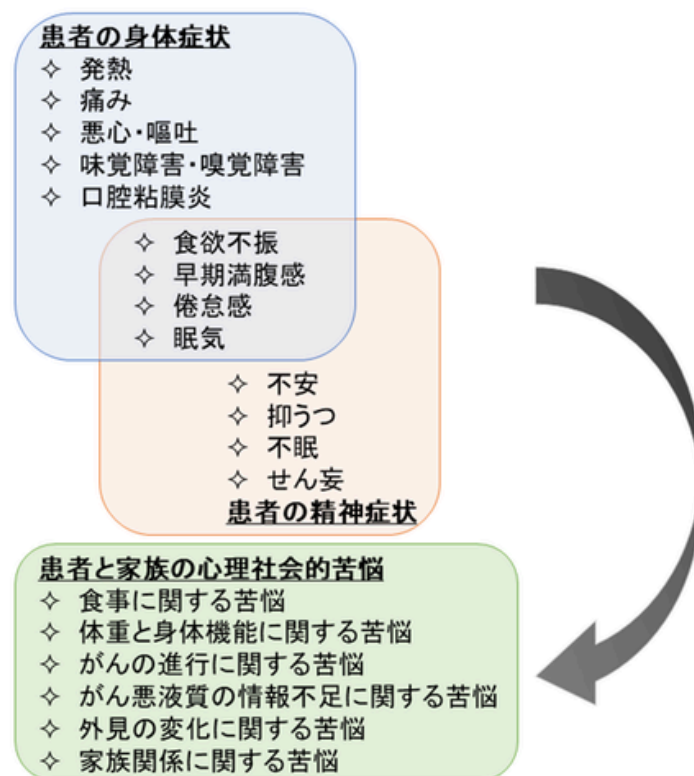 患者の身体症状
✧ 発熱
✧ 痛み
✧ 悪心・嘔吐
✧ 味覚障害・嗅覚障害
✧ 口腔粘膜炎
✧ 食欲不振
✧ 早期満腹感
✧ 倦怠感
✧ 眠気
✧ 不安
✧ 抑うつ
✧ 不眠
✧ せん妄
患者の精神症状
患者と家族の心理社会的苦悩
✧ 食事に関する苦悩
✧ 体重と身体機能に関する苦悩
✧ がんの進行に関する苦悩
✧ がん悪液質の情報不足に関する苦悩
✧ 外見の変化に関する苦悩
✧ 家族関係に関する苦悩